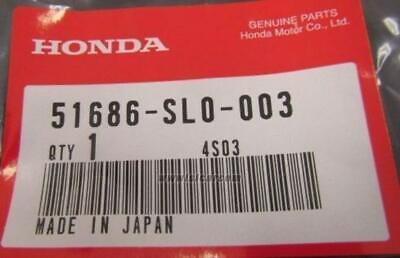 HONDA
GENUINE PARTS
Honda Motor Co., Ltd.
51686-SL0-003
QTY 1 4S03
MADE IN JAPAN